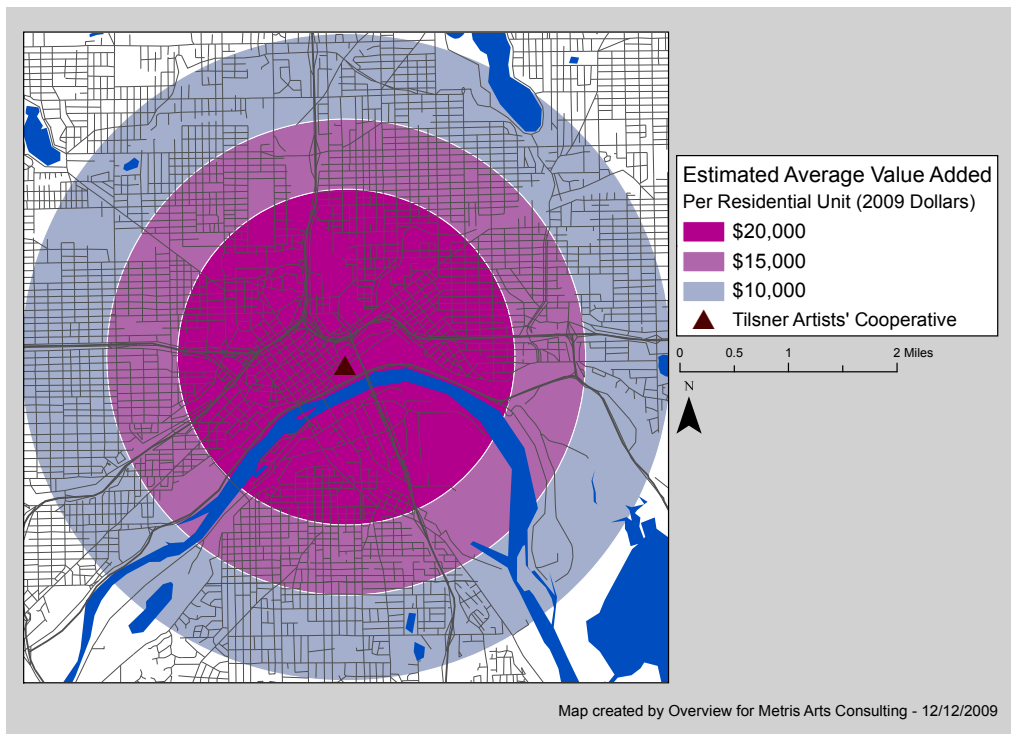 Estimated Average Value Added
Per Residential Unit (2009 Dollars)
$20,000
$15,000
$10,000
Tilsner Artists' Cooperative
0 0.5 1 2 Miles
N
Map created by Overview for Metris Arts Consulting - 12/12/2009